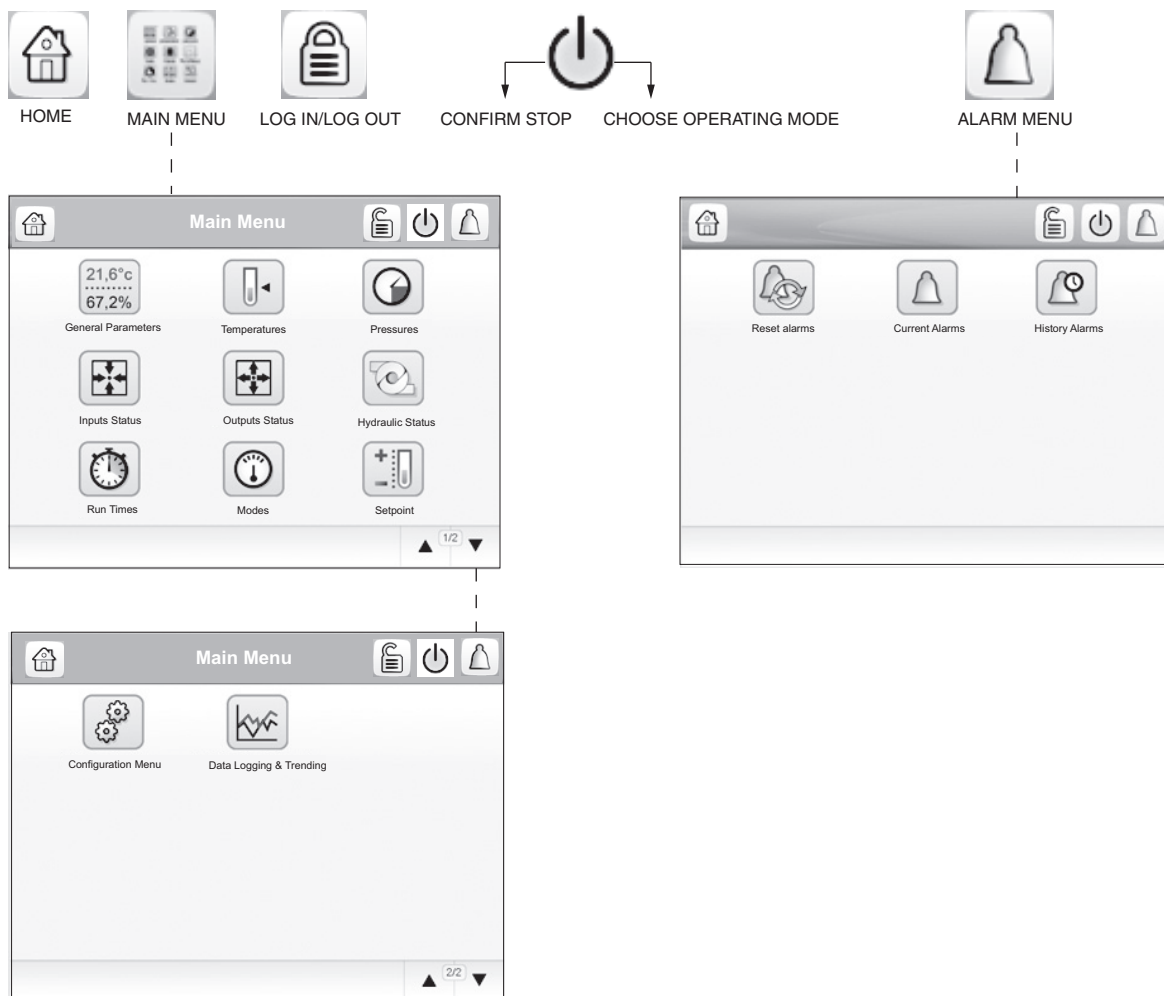 HOME
MAIN MENU
LOG IN/LOG OUT
CONFIRM STOP
CHOOSE OPERATING MODE
ALARM MENU
Main Menu
21,6°c
67,2%
General Parameters
Temperatures
Pressures
Inputs Status
Outputs Status
Hydraulic Status
Run Times
Modes
Setpoint
1/2
Reset alarms
Current Alarms
History Alarms
Main Menu
Configuration Menu
Data Logging & Trending
2/2